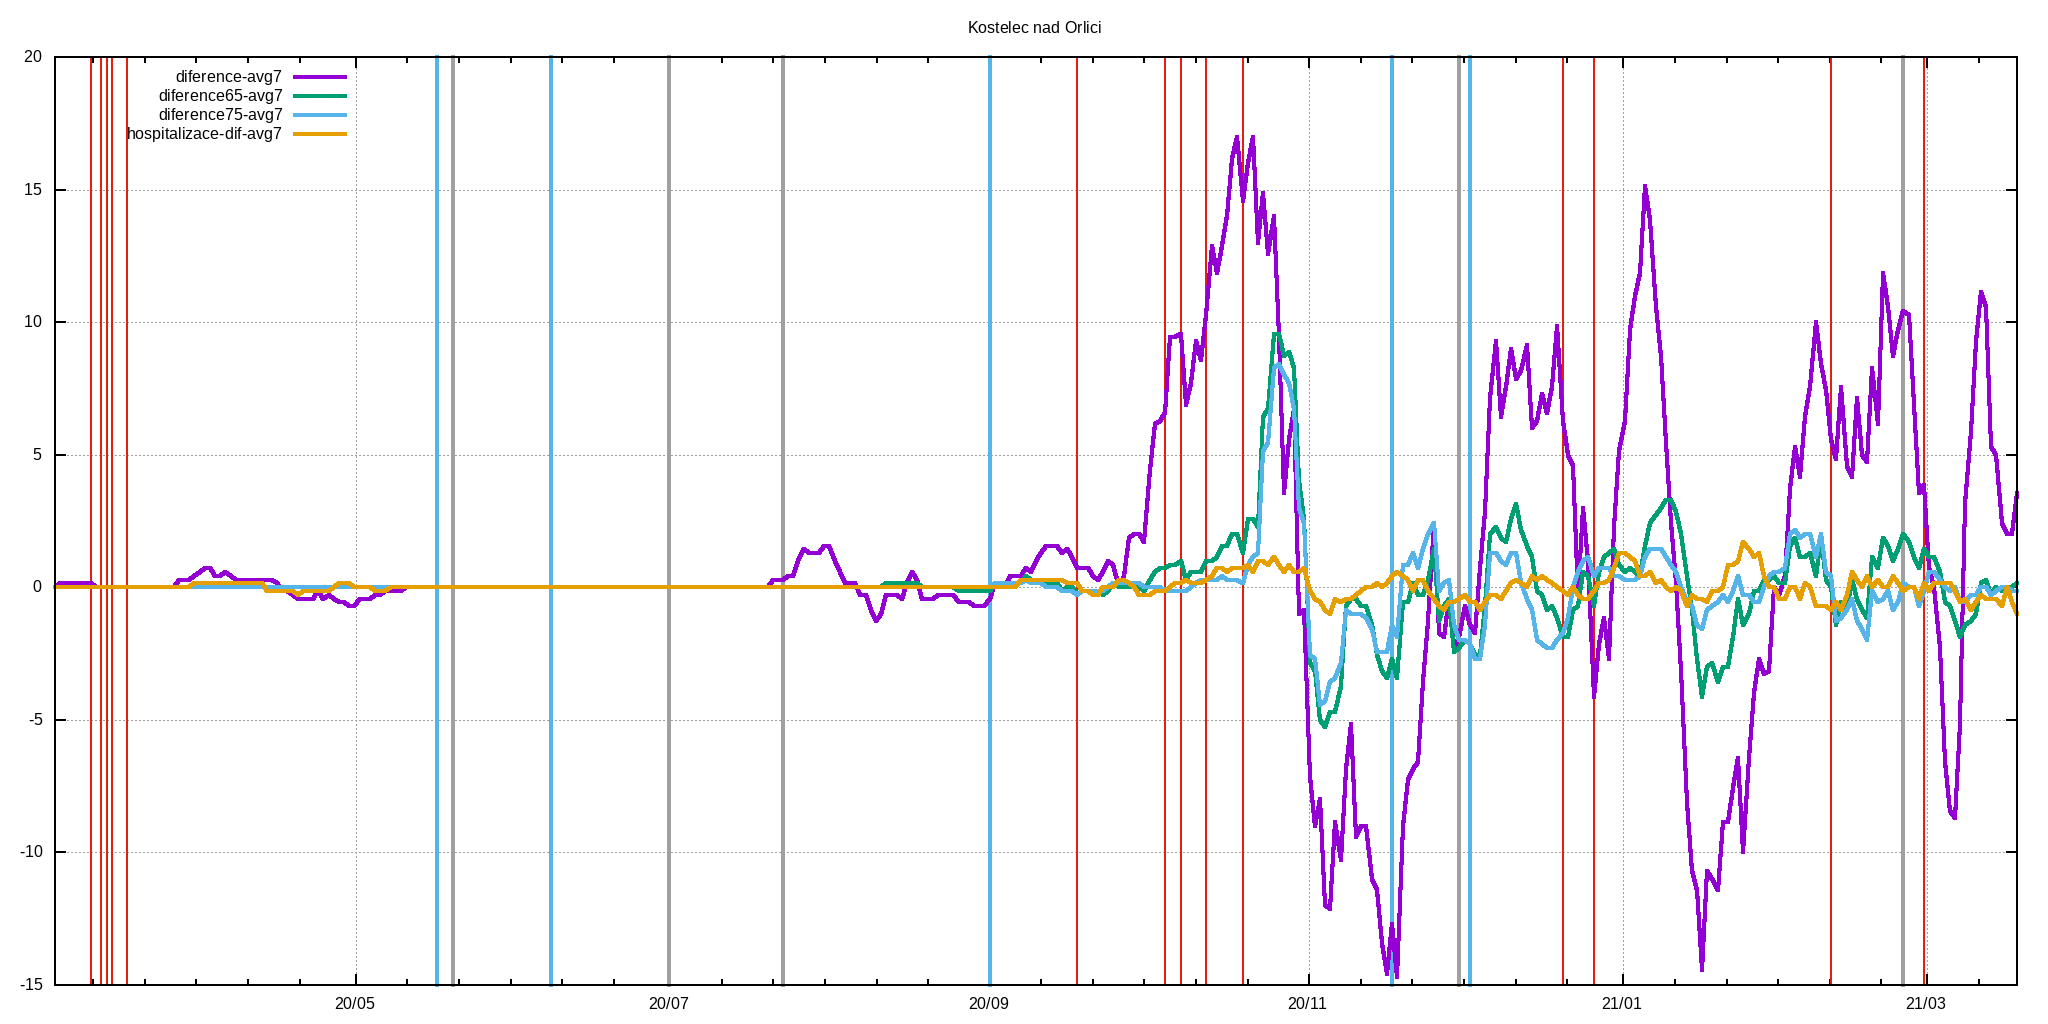 Kostelec nad Orlici
20
diference-avg7
diference65-avg7
diference75-avg7
hospitalizace-dif-avg7
15
10
5
0
-5
-10
-15
20/05 20/07 20/09 20/11 21/01 21/03